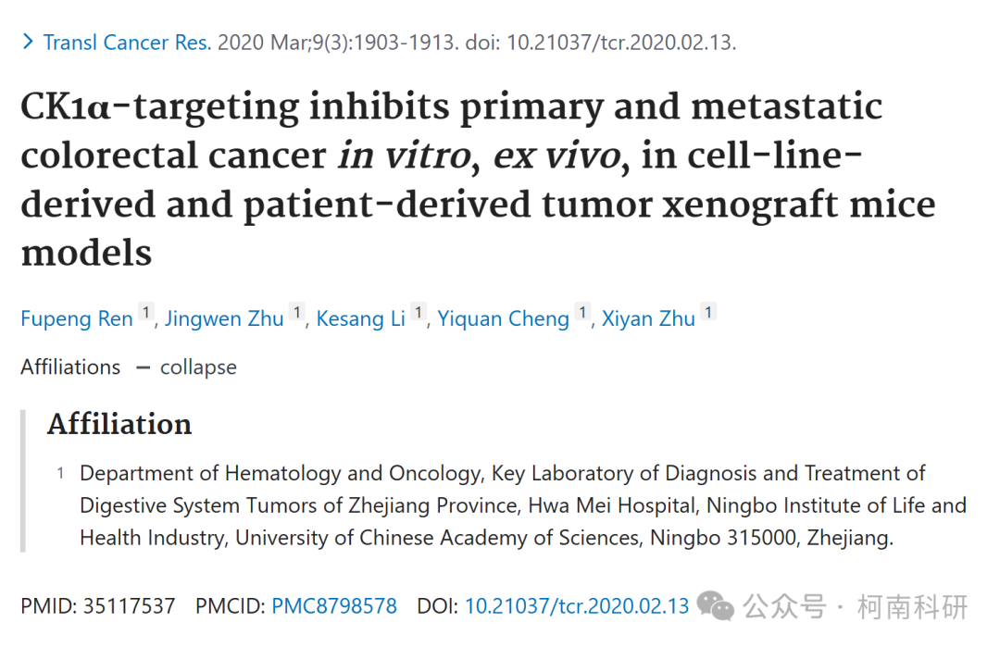 > Transl Cancer Res. 2020 Mar;9(3):1903-1913. doi: 10.21037/tcr.2020.02.13.
CK1α-targeting inhibits primary and metastatic
colorectal cancer in vitro, ex vivo, in cell-line-
derived and patient-derived tumor xenograft mice
models
Fupeng Ren 1, Jingwen Zhu 1, Kesang Li 1, Yiquan Cheng 1, Xiyan Zhu 1
Affiliations — collapse
Affiliation
1 Department of Hematology and Oncology, Key Laboratory of Diagnosis and Treatment of
Digestive System Tumors of Zhejiang Province, Hwa Mei Hospital, Ningbo Institute of Life and
Health Industry, University of Chinese Academy of Sciences, Ningbo 315000, Zhejiang.
PMID: 35117537 PMCID: PMC8798578 DOI: 10.21037/tcr.2020.02.13 公众号 · 柯南科研